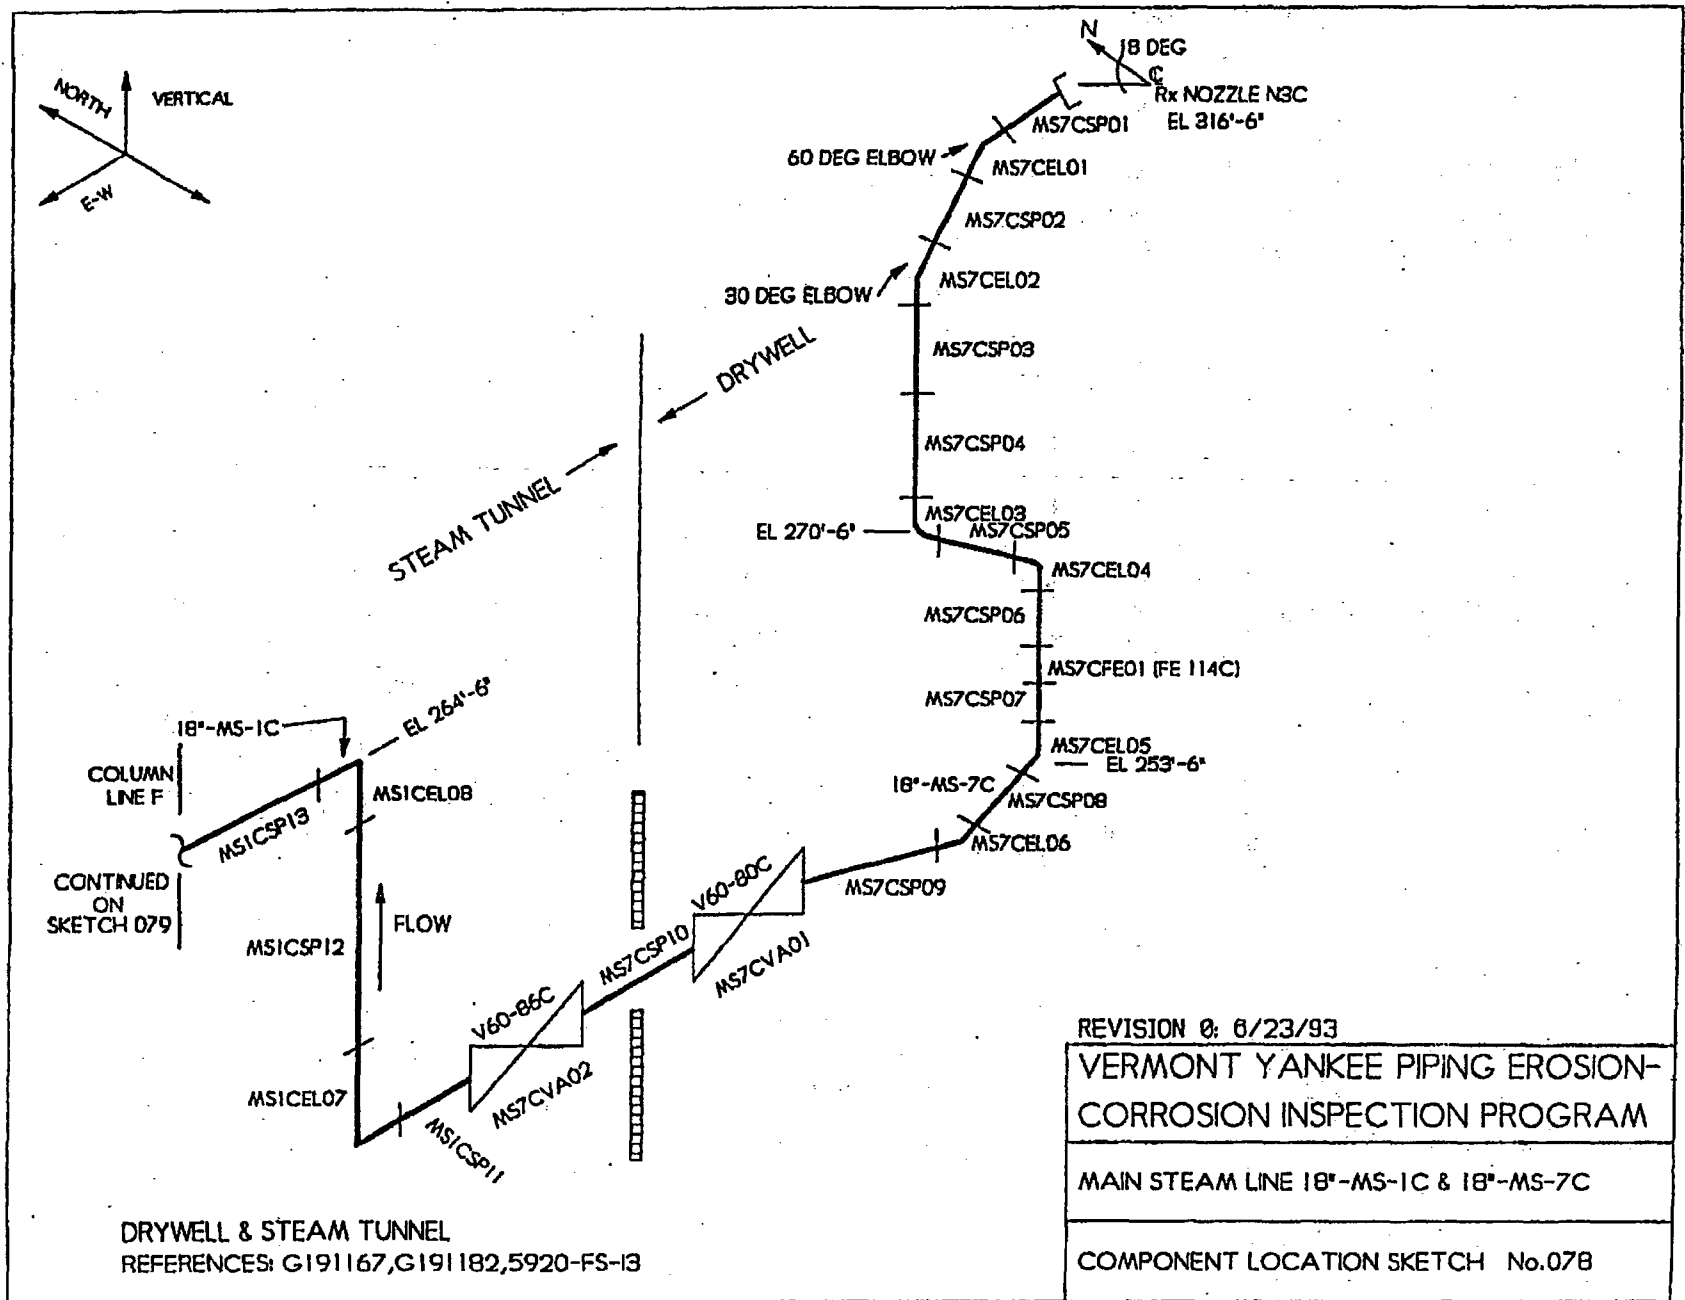 N
18 DEG
℄
Rx NOZZLE N3C
EL 316'-6"
NORTH
VERTICAL
E-W
MS7CSP01
60 DEG ELBOW
MS7CEL01
MS7CSP02
30 DEG ELBOW
MS7CEL02
MS7CSP03
DRYWELL
STEAM TUNNEL
MS7CSP04
MS7CEL03
EL 270'-6"
MS7CSP05
MS7CEL04
MS7CSP06
MS7CFE01 (FE 114C)
MS7CSP07
MS7CEL05
EL 253'-6"
18"-MS-7C
MS7CSP08
MS7CEL06
MS7CSP09
18"-MS-1C
EL 264'-6"
COLUMN
LINE F
MS1CEL08
MS1CSP13
CONTINUED
ON
SKETCH 079
FLOW
MS1CSP12
V60-80C
MS7CVA01
MS7CSP10
V60-86C
MS7CVA02
MS1CEL07
MS1CSP11
REVISION 0: 6/23/93
VERMONT YANKEE PIPING EROSION-
CORROSION INSPECTION PROGRAM
MAIN STEAM LINE 18"-MS-1C & 18"-MS-7C
COMPONENT LOCATION SKETCH No.078
DRYWELL & STEAM TUNNEL
REFERENCES: G191167,G191182,5920-FS-13